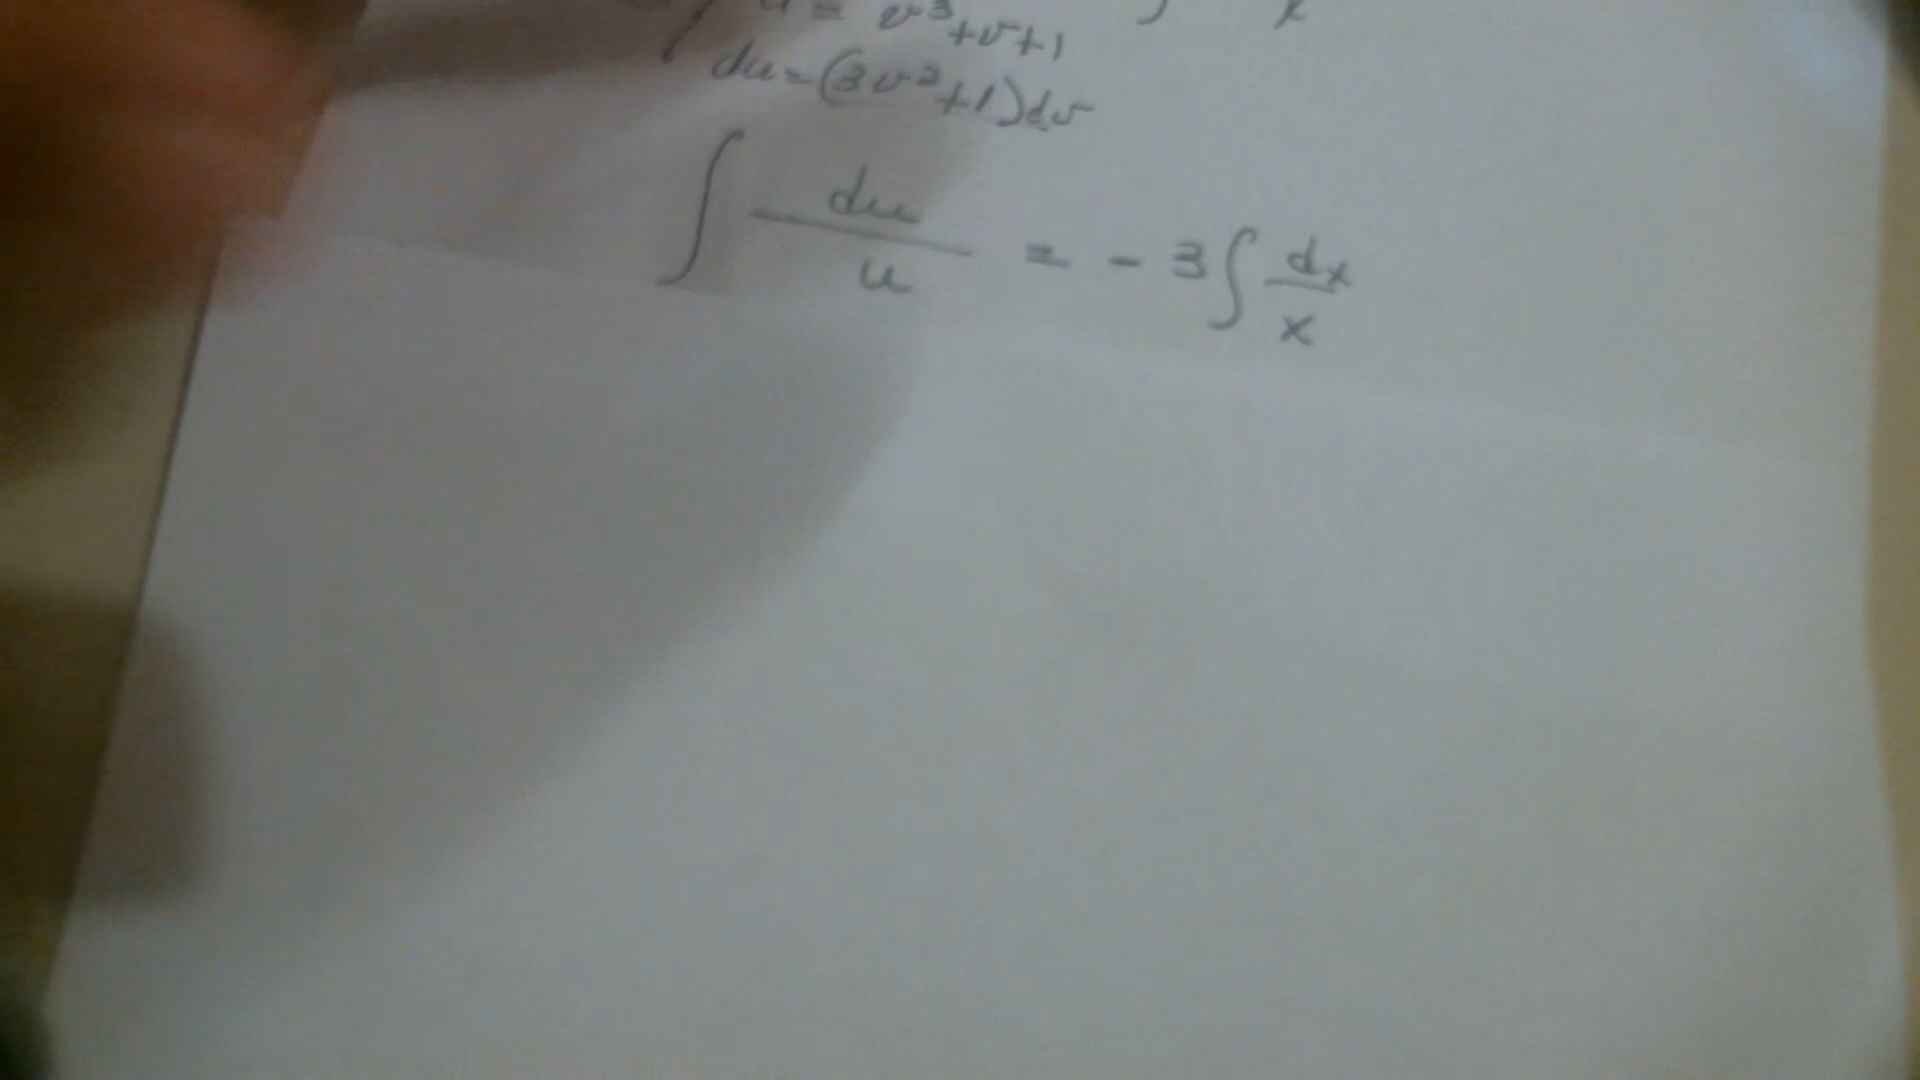 u = v³+v+1 ∫ x
du=(3v²+1)dv
∫ du/u = -3∫ dx/x